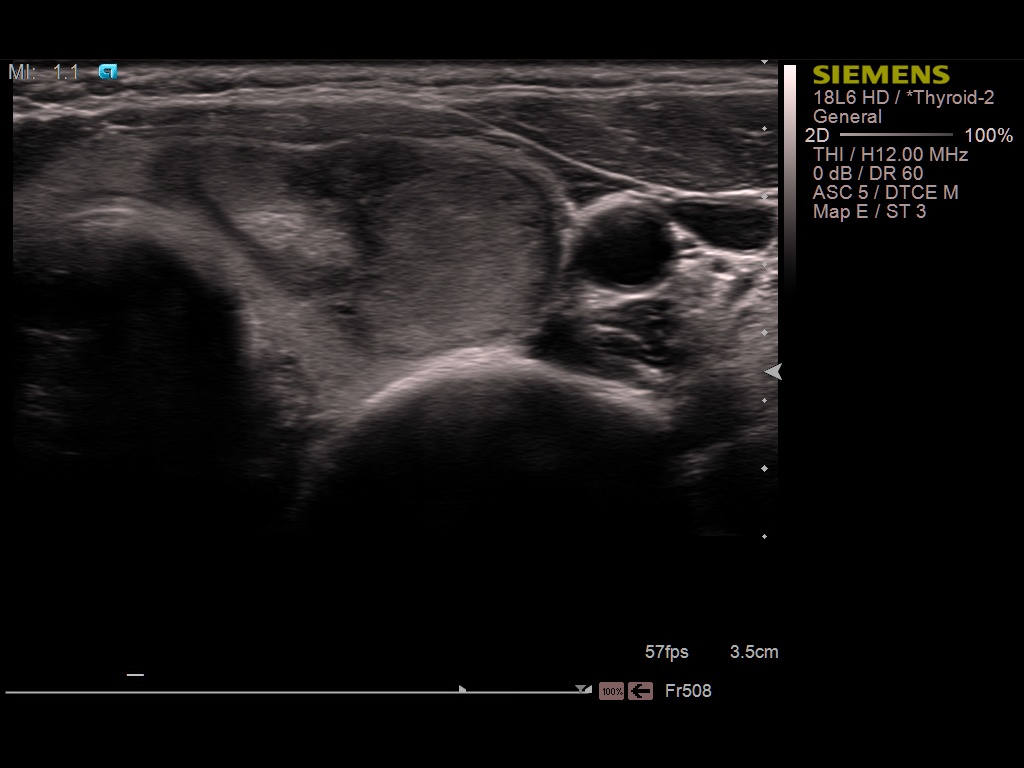 MI: 1.1
SIEMENS
18L6 HD / *Thyroid-2
General
2D 100%
THI / H12.00 MHz
0 dB / DR 60
ASC 5 / DTCE M
Map E / ST 3
57fps 3.5cm
100% Fr508